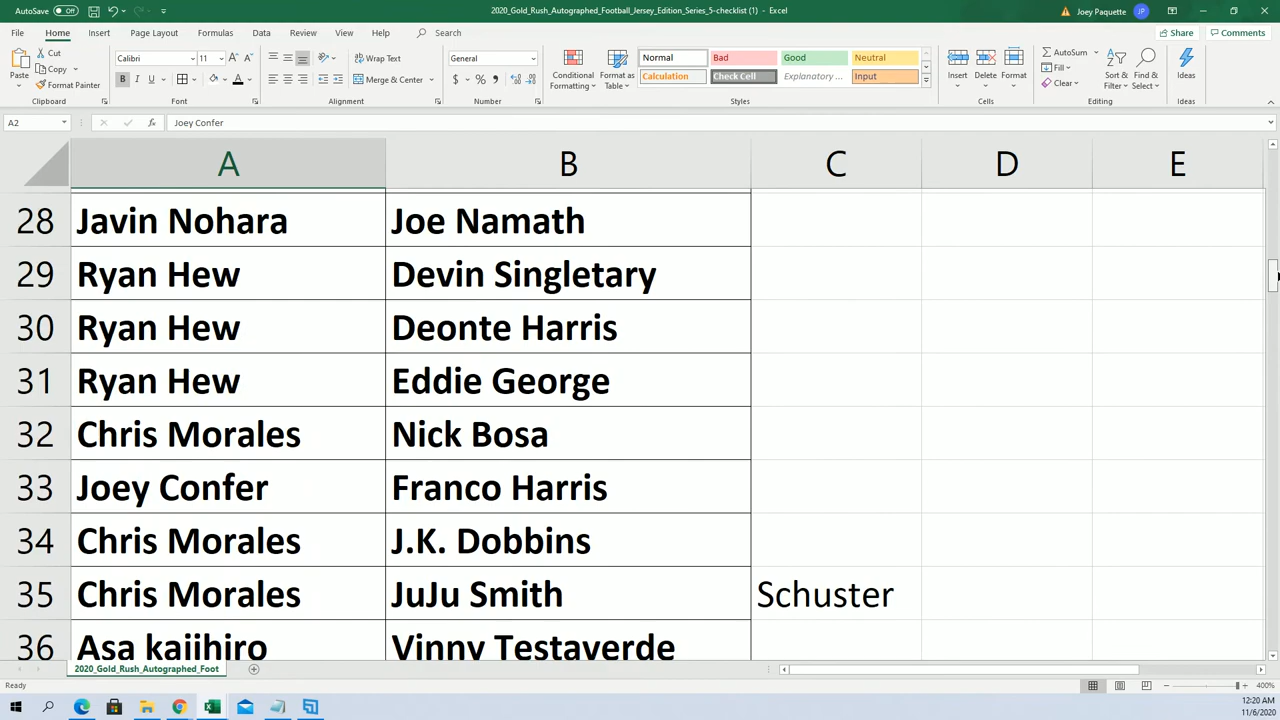 AutoSave Off 2020_Gold_Rush_Autographed_Football_Jersey_Edition_Series_5-checklist (1) - Excel Joey Paquette JP
File Home Insert Page Layout Formulas Data Review View Help Search Share Comments
Paste Cut Copy Format Painter Clipboard
Calibri 11 B I U A Font
Wrap Text Merge & Center Alignment
General $ % Number
Conditional Formatting Format as Table
Normal Bad Good Neutral
Calculation Check Cell Explanatory ... Input
Styles
Insert Delete Format Cells
AutoSum Fill Clear Sort & Filter Find & Select Editing
Ideas Ideas
A2 fx Joey Confer
A B C D E
28 Javin Nohara Joe Namath
29 Ryan Hew Devin Singletary
30 Ryan Hew Deonte Harris
31 Ryan Hew Eddie George
32 Chris Morales Nick Bosa
33 Joey Confer Franco Harris
34 Chris Morales J.K. Dobbins
35 Chris Morales JuJu Smith Schuster
36 Asa kajihiro Vinny Testaverde
2020_Gold_Rush_Autographed_Foot
Ready 400%
12:20 AM
11/6/2020